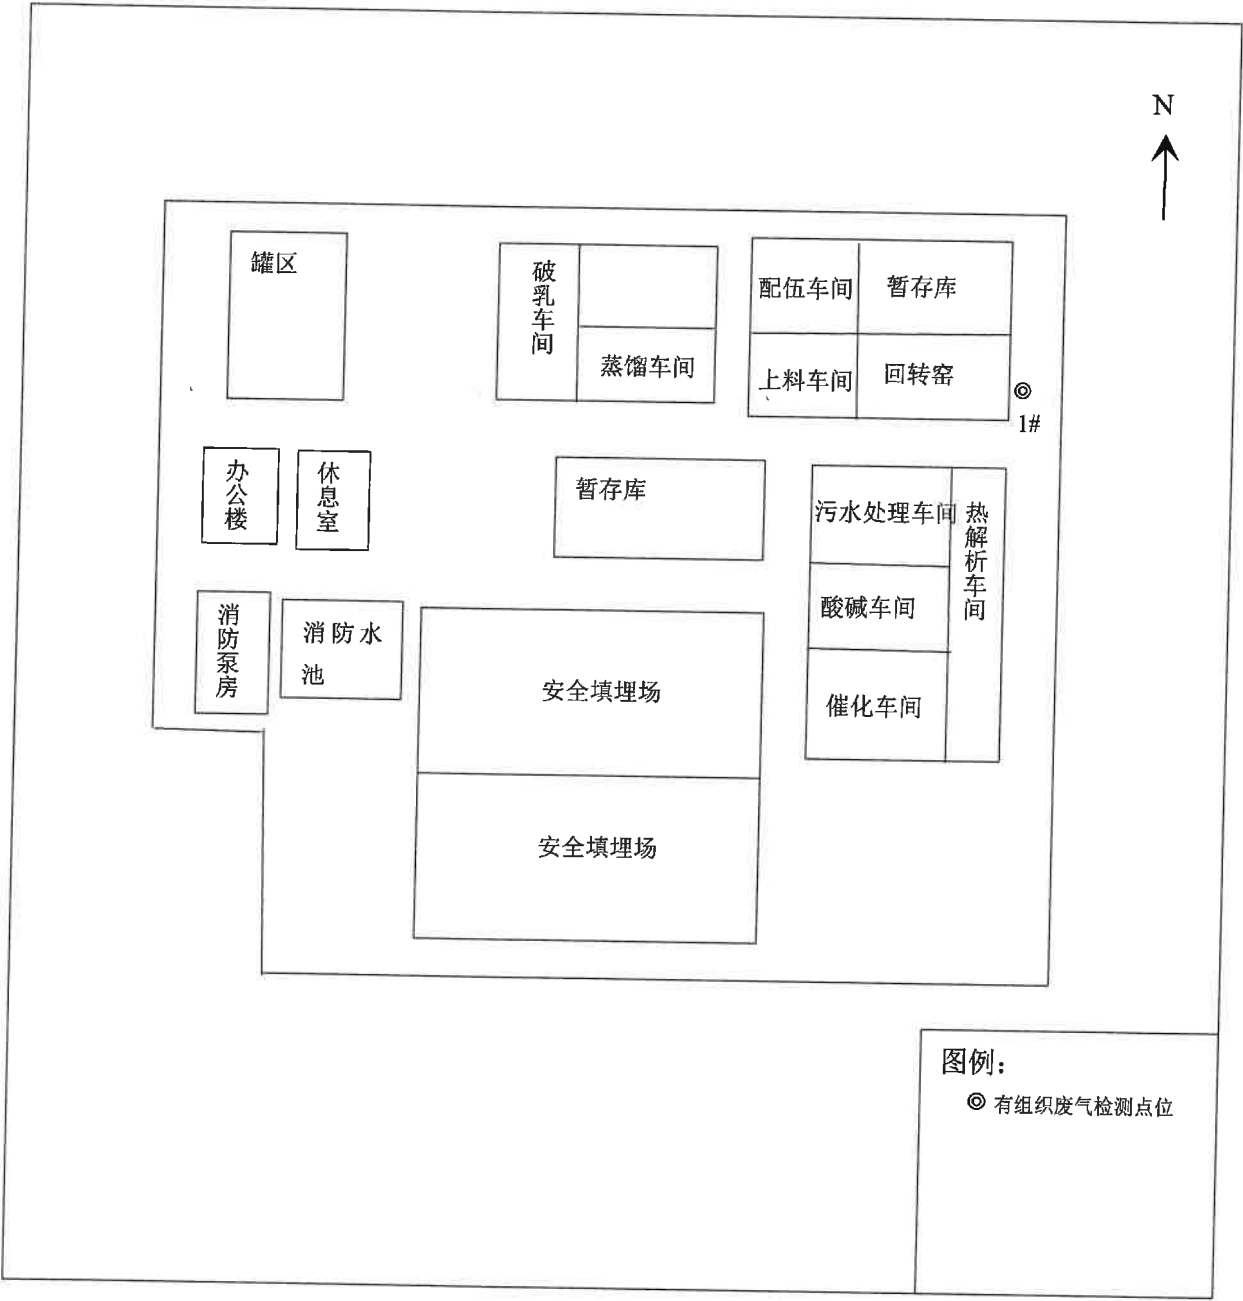 N
罐区
破乳车间
蒸馏车间
配伍车间
暂存库
上料车间
回转窑
1#
办公楼
休息室
暂存库
污水处理车间
热解析车间
酸碱车间
催化车间
消防泵房
消防水
池
安全填埋场
安全填埋场
图例：
有组织废气检测点位